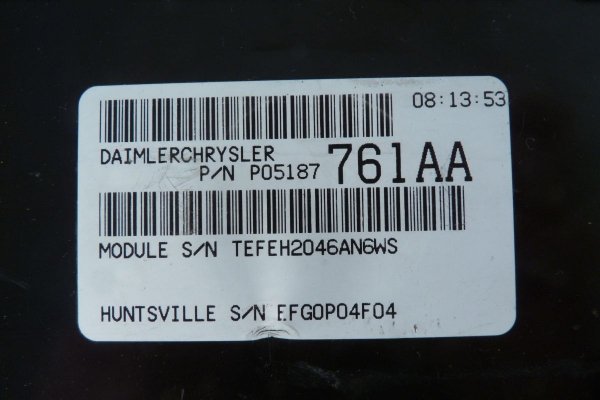 08:13:53
DAIMLERCHRYSLER
P/N P05187 761AA
MODULE S/N TEFEH2046AN6WS
HUNTSVILLE S/N EFG0P04F04